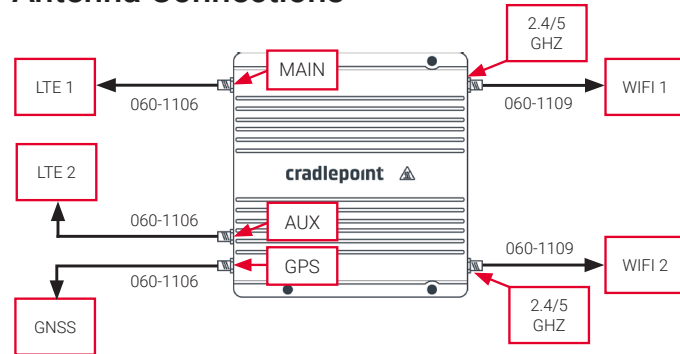 Antenna Connections
2.4/5
GHZ
MAIN
LTE 1
WIFI 1
060-1106
060-1109
cradlepoint
LTE 2
060-1106
AUX
060-1109
GPS
WIFI 2
060-1106
2.4/5
GHZ
GNSS